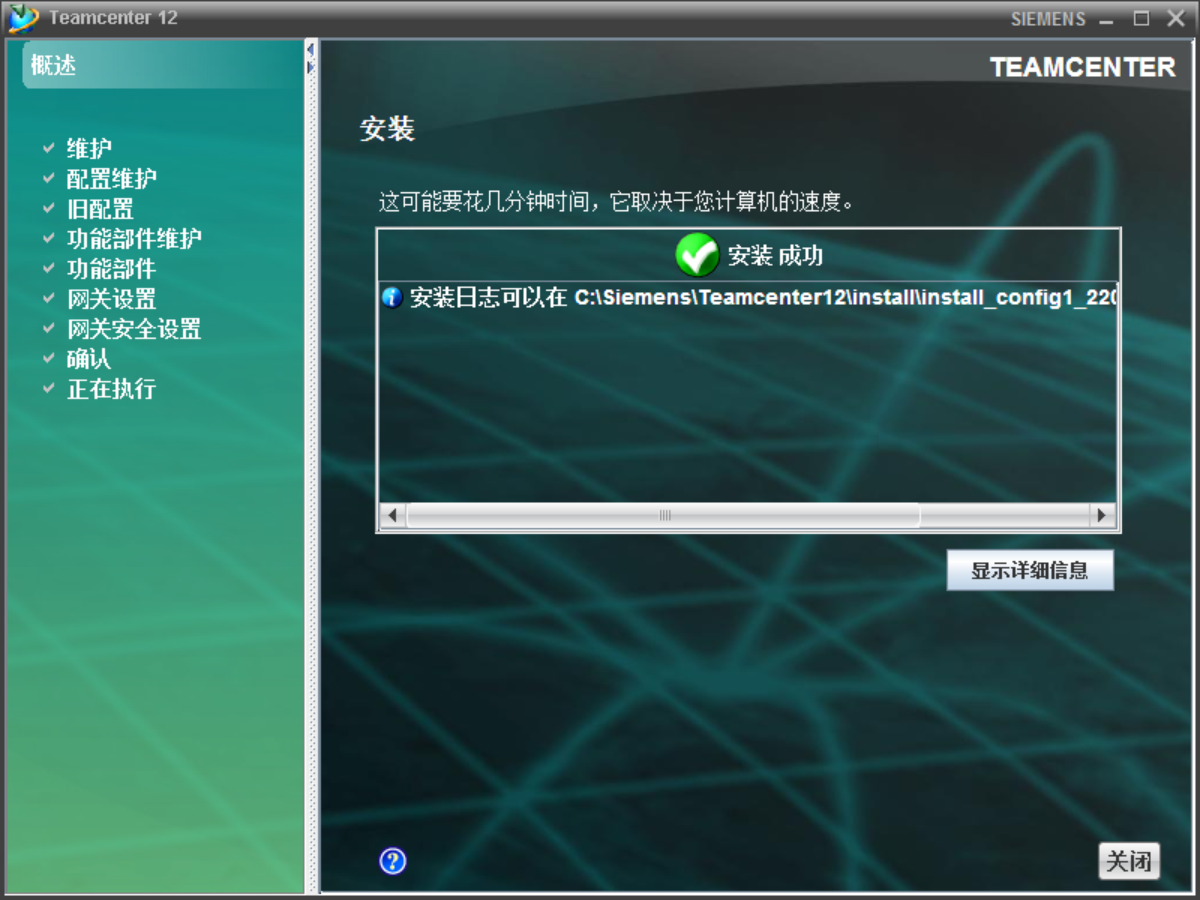 Teamcenter 12
SIEMENS
概述
TEAMCENTER
安装
维护
配置维护
旧配置
功能部件维护
功能部件
网关设置
网关安全设置
确认
正在执行
这可能要花几分钟时间，它取决于您计算机的速度。
安装 成功
安装日志可以在 C:\Siemens\Teamcenter12\install\install_config1_220
显示详细信息
关闭